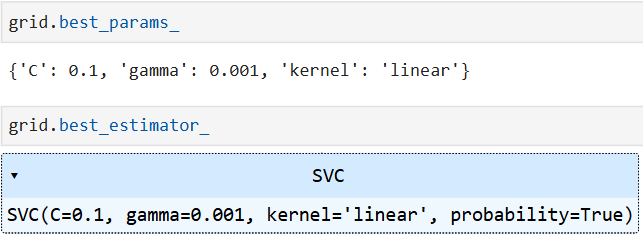 grid.best_params_
{'C': 0.1, 'gamma': 0.001, 'kernel': 'linear'}
grid.best_estimator_
▾ SVC
SVC(C=0.1, gamma=0.001, kernel='linear', probability=True)